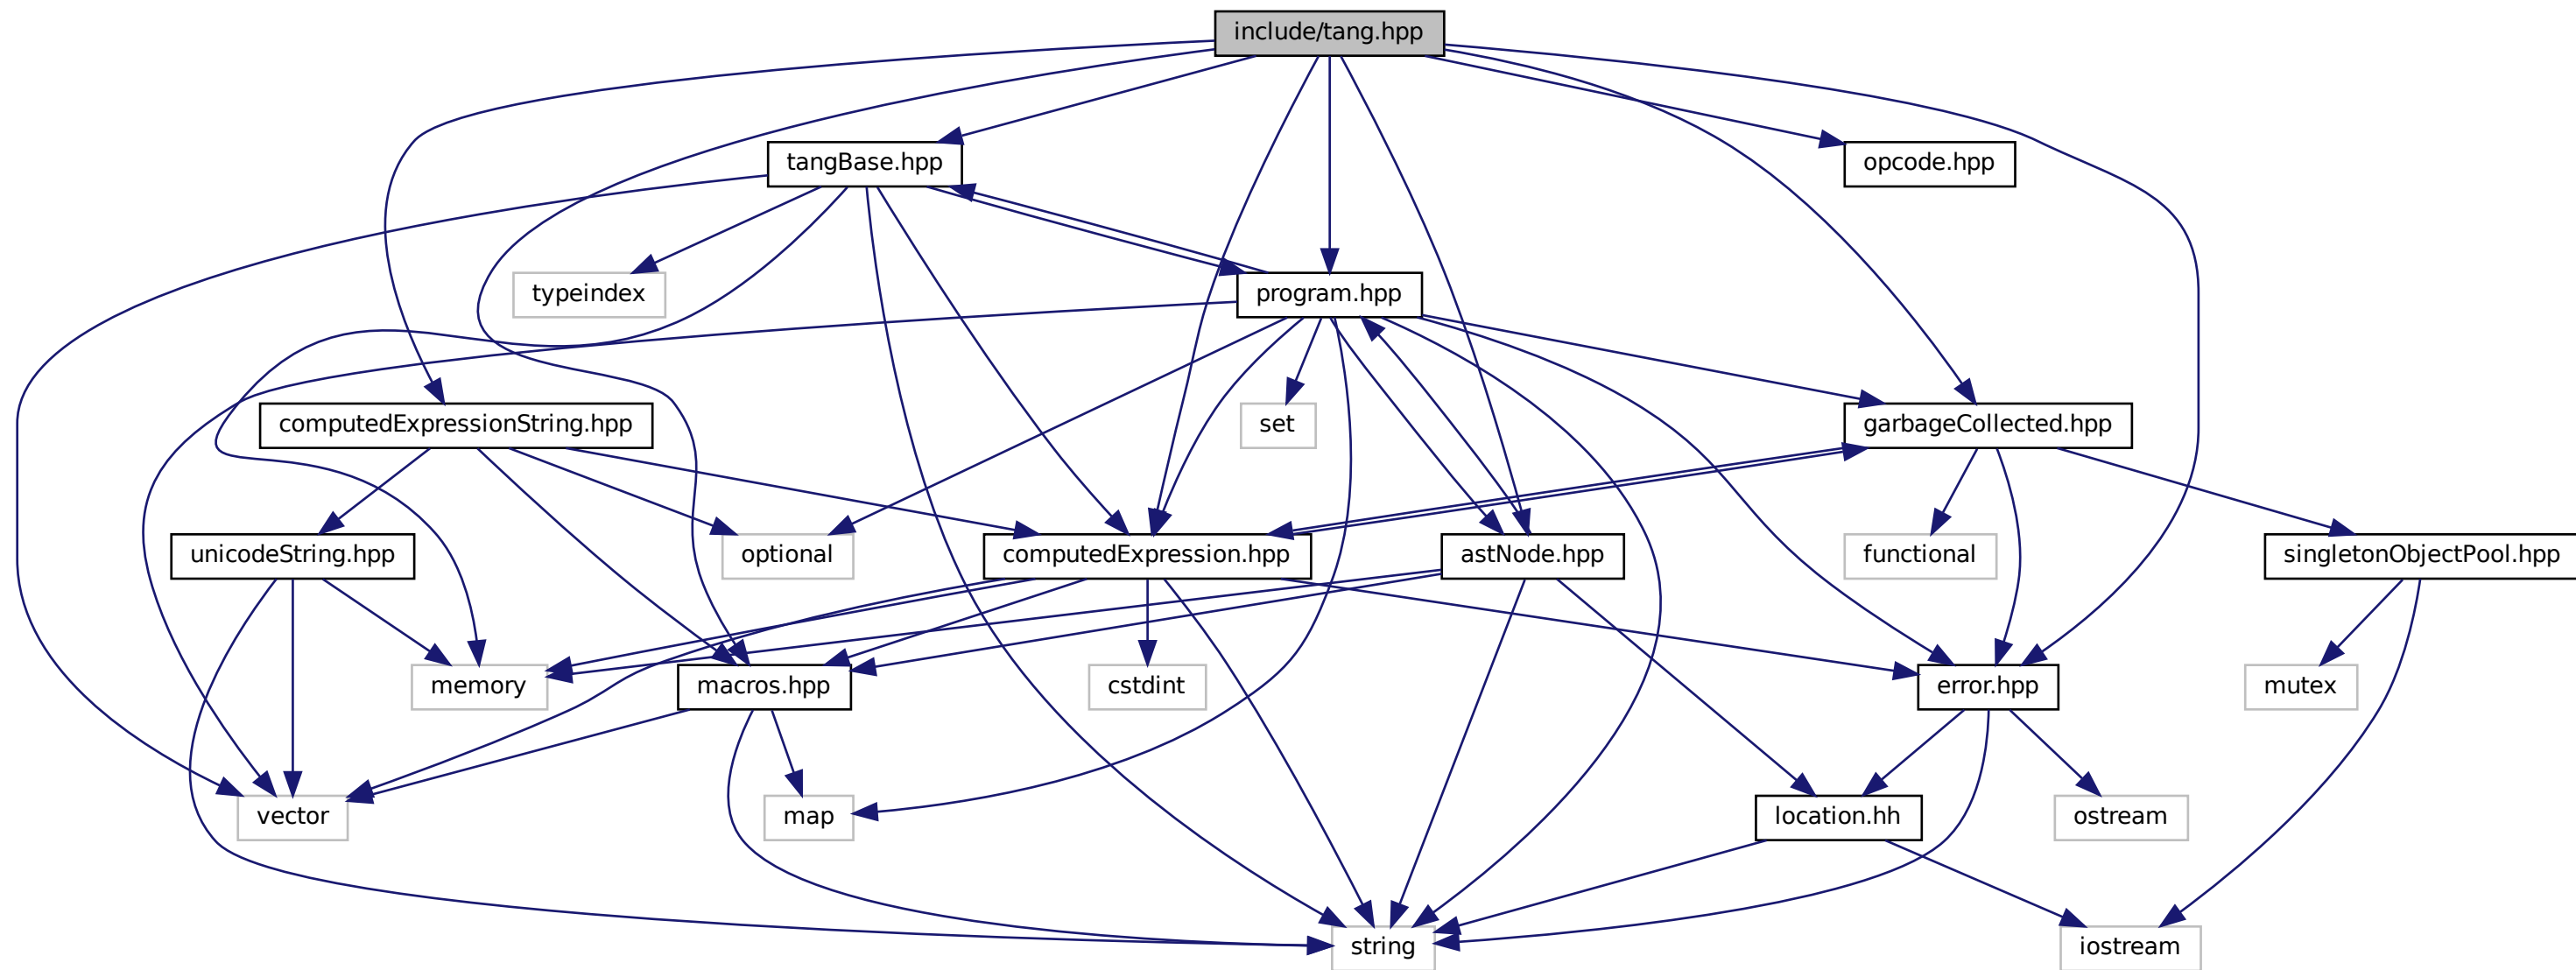 include/tang.hpp
tangBase.hpp
opcode.hpp
typeindex
program.hpp
computedExpressionString.hpp
set
garbageCollected.hpp
unicodeString.hpp
optional
computedExpression.hpp
astNode.hpp
functional
singletonObjectPool.hpp
memory
macros.hpp
cstdint
error.hpp
mutex
vector
map
location.hh
ostream
string
iostream